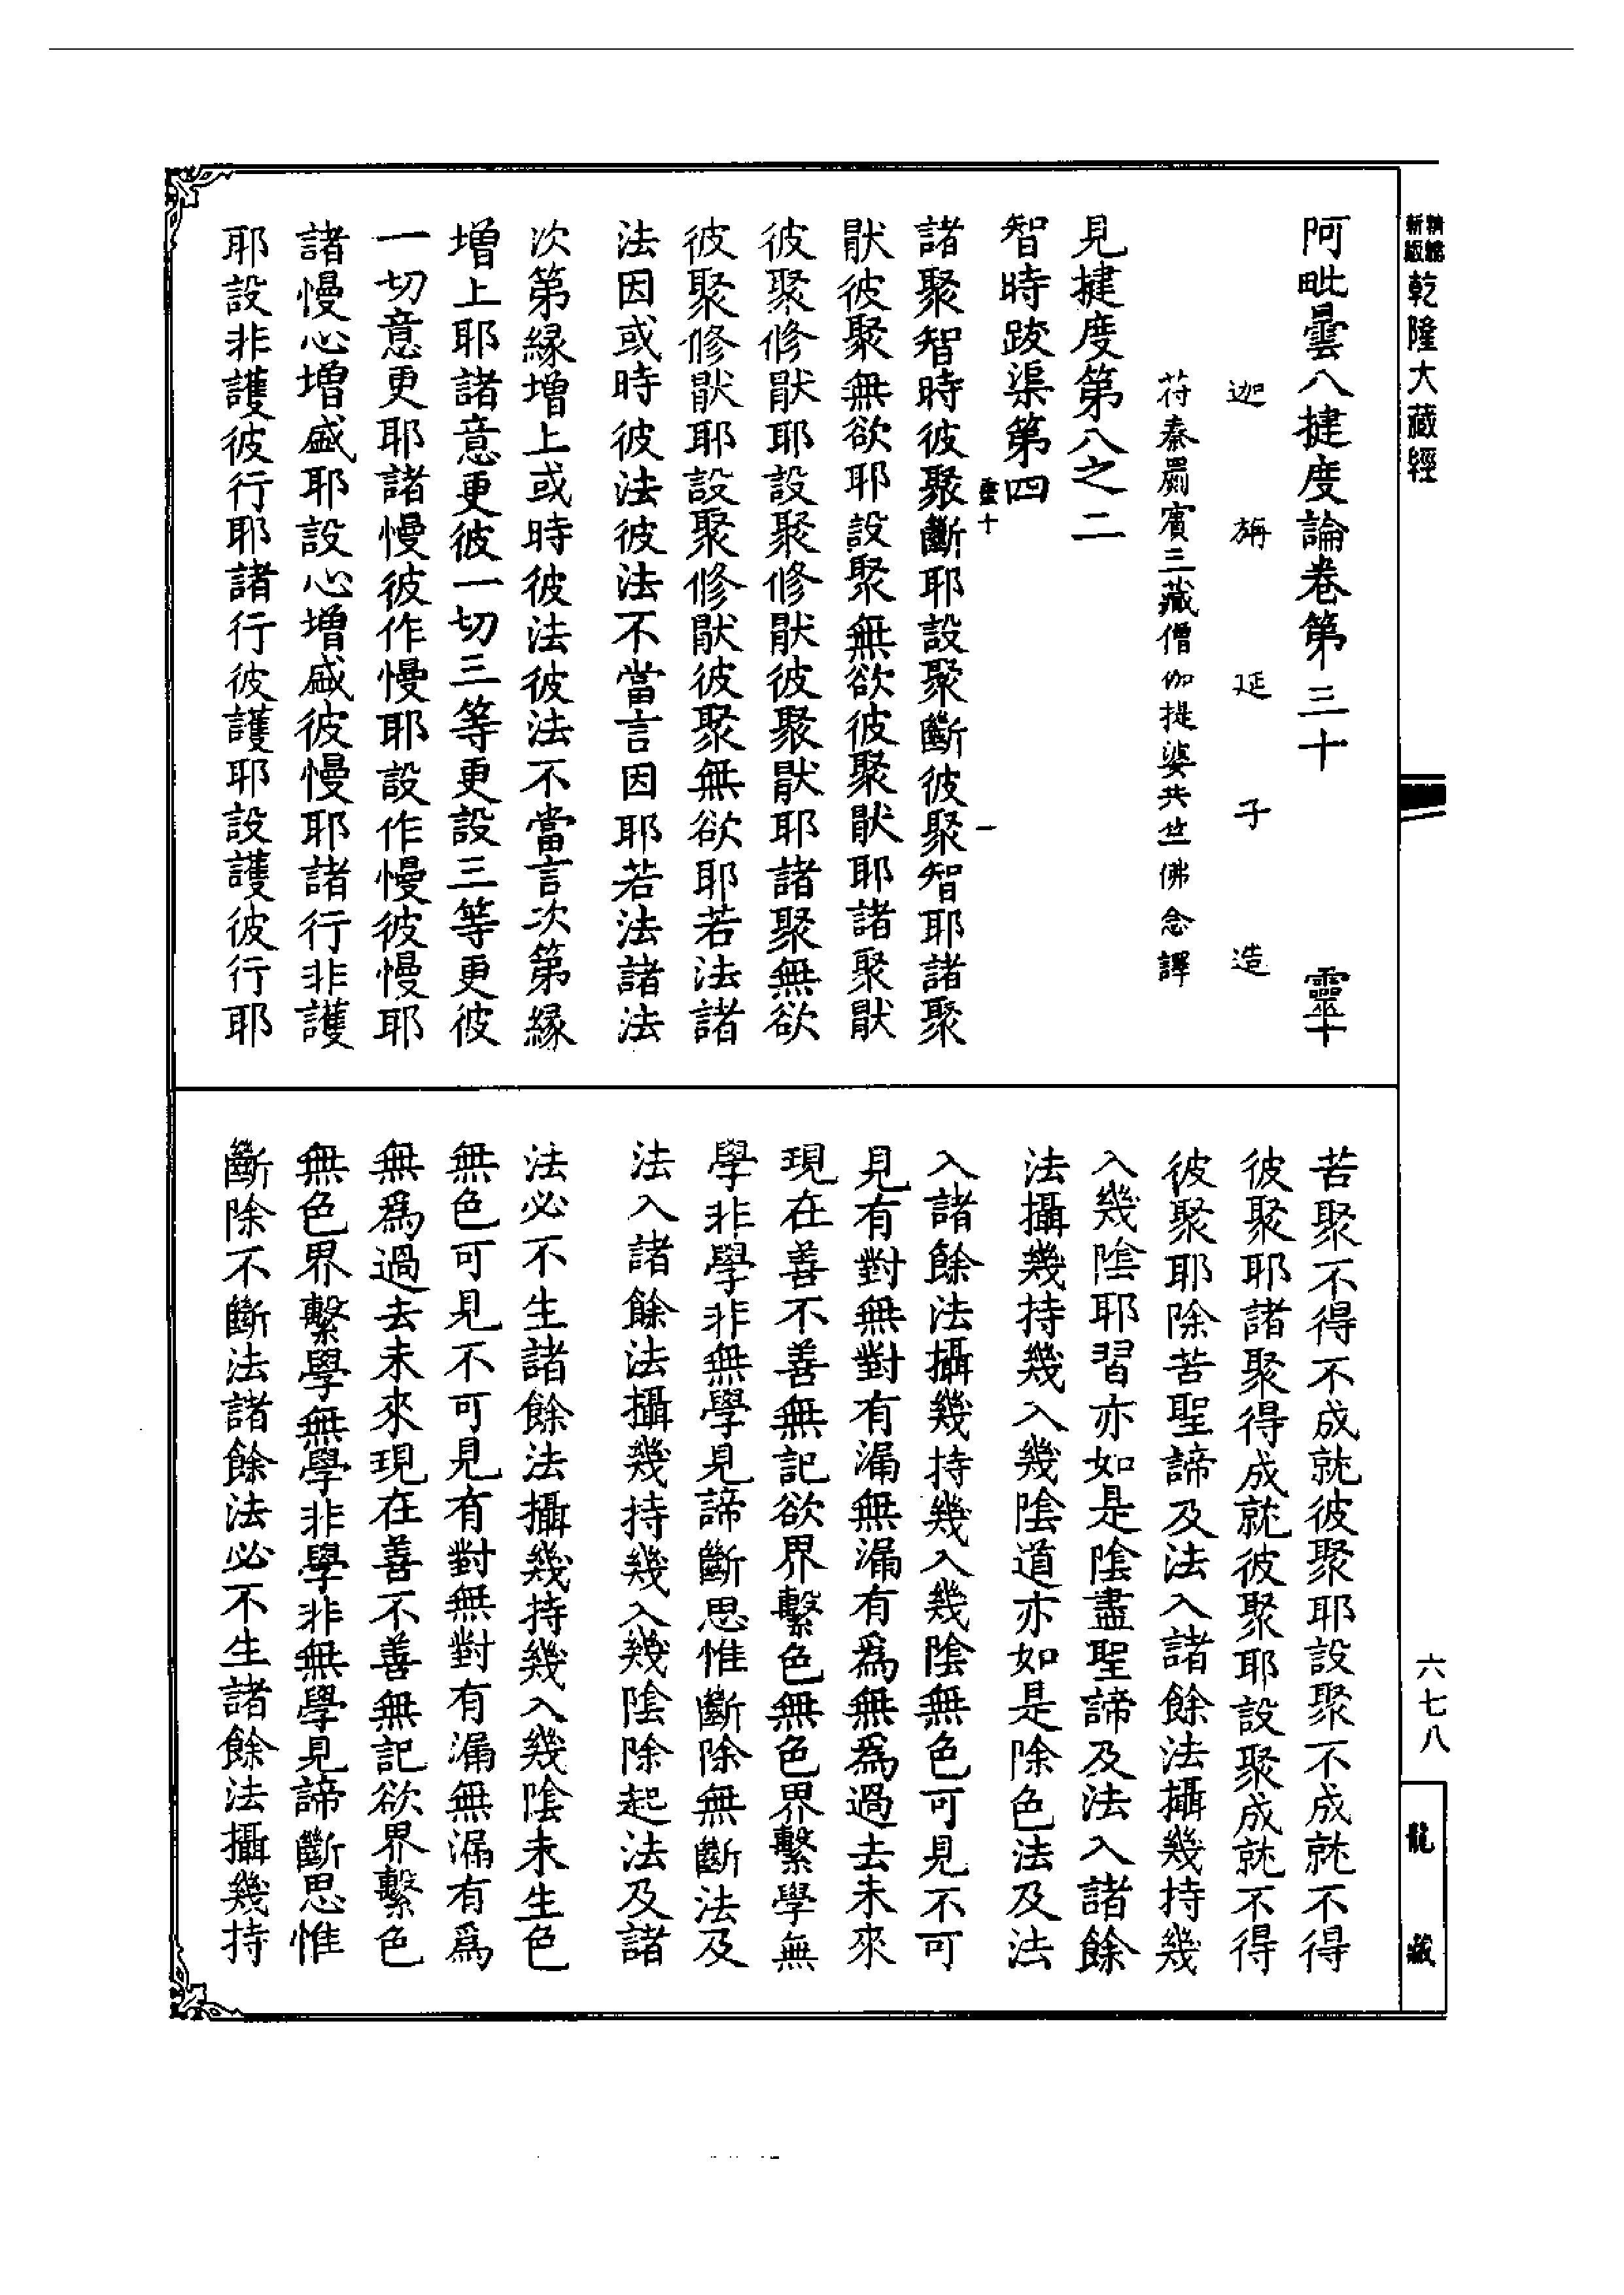 新編縮版
乾隆大藏經
阿毗曇八揵度論卷第三十 靈十
迦旃延子造
苻秦罽賓三藏僧伽提婆共竺佛念譯
見揵度第八之二
智時跋渠第四
靈十 一
諸聚智時彼聚斷耶設聚斷彼聚智耶諸聚
猒彼聚無欲耶設聚無欲彼聚猒耶諸聚猒
彼聚修猒耶設聚修猒彼聚猒耶諸聚無欲
彼聚修猒耶設聚修猒彼聚無欲耶若法諸
法因或時彼法彼法不當言因耶若法諸法
次第緣增上或時彼法彼法不當言次第緣
增上耶諸意更彼一切三等更設三等更彼
一切意更耶諸慢彼作慢耶設作慢彼慢耶
諸慢心增盛耶設心增盛彼慢耶諸行非護
耶設非護彼行耶諸行彼護耶設護彼行耶
苦聚不得不成就彼聚耶設聚不成就不得
彼聚耶諸聚得成就彼聚耶設聚成就不得
彼聚耶除苦聖諦及法入諸餘法攝幾持幾
入幾陰耶習亦如是陰盡聖諦及法入諸餘
法攝幾持幾入幾陰道亦如是除色法及法
入諸餘法攝幾持幾入幾陰無色可見不可
見有對無對有漏無漏有為無為過去未來
現在善不善無記欲界繫色無色界繫學無
學非學非無學見諦斷思惟斷除無斷法及
法入諸餘法攝幾持幾入幾陰除起法及諸
法必不生諸餘法攝幾持幾入幾陰未生色
無色可見不可見有對無對有漏無漏有為
無為過去未來現在善不善無記欲界繫色
無色界繫學無學非學非無學見諦斷思惟
斷除不斷法諸餘法必不生諸餘法攝幾持
六七八
龍藏